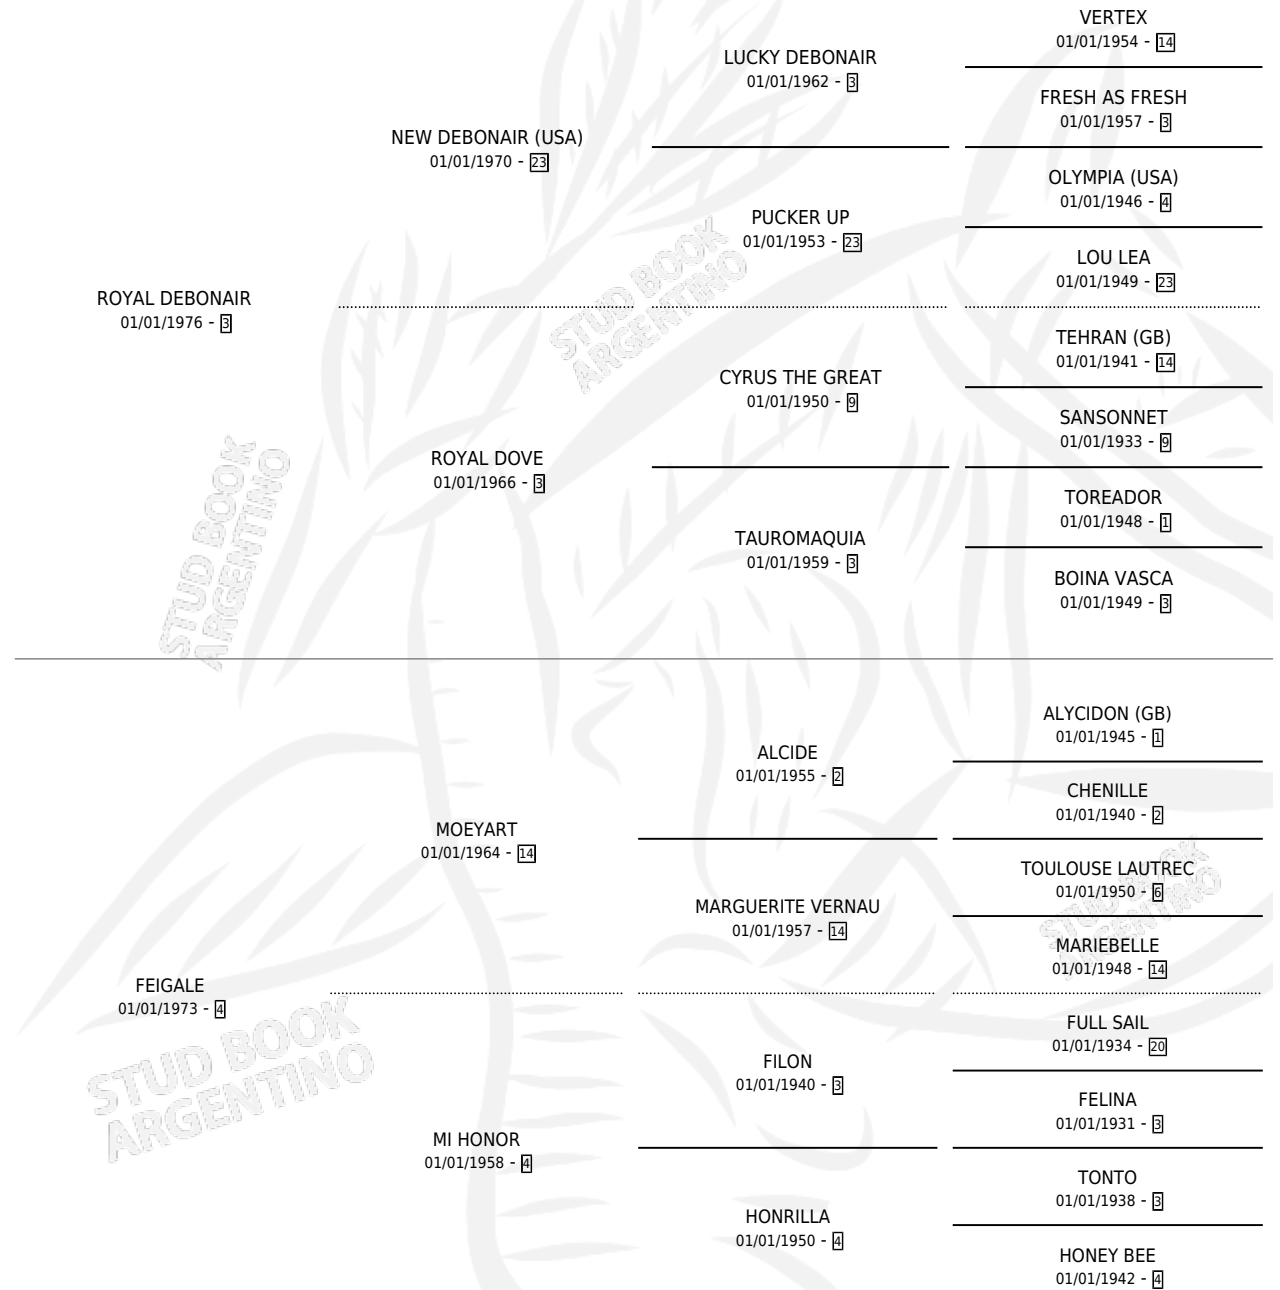 VERTEX
01/01/1954 - 14
LUCKY DEBONAIR
01/01/1962 - 3
FRESH AS FRESH
01/01/1957 - 3
NEW DEBONAIR (USA)
01/01/1970 - 23
OLYMPIA (USA)
01/01/1946 - 4
PUCKER UP
01/01/1953 - 23
LOU LEA
01/01/1949 - 23
ROYAL DEBONAIR
01/01/1976 - 3
TEHRAN (GB)
01/01/1941 - 14
CYRUS THE GREAT
01/01/1950 - 9
SANSONNET
01/01/1933 - 9
ROYAL DOVE
01/01/1966 - 3
TOREADOR
01/01/1948 - 1
TAUROMAQUIA
01/01/1959 - 3
BOINA VASCA
01/01/1949 - 3
STUD BOOK
ARGENTINO
STUD BOOK
ARGENTINO
ALYCIDON (GB)
01/01/1945 - 1
ALCIDE
01/01/1955 - 2
CHENILLE
01/01/1940 - 2
MOEYART
01/01/1964 - 14
TOULOUSE LAUTREC
01/01/1950 - 6
MARGUERITE VERNAU
01/01/1957 - 14
MARIEBELLE
01/01/1948 - 14
FEIGALE
01/01/1973 - 4
FULL SAIL
01/01/1934 - 20
FILON
01/01/1940 - 3
FELINA
01/01/1931 - 3
MI HONOR
01/01/1958 - 4
TONTO
01/01/1938 - 3
HONRILLA
01/01/1950 - 4
HONEY BEE
01/01/1942 - 4
STUD BOOK
ARGENTINO
STUD BOOK
ARGENTINO